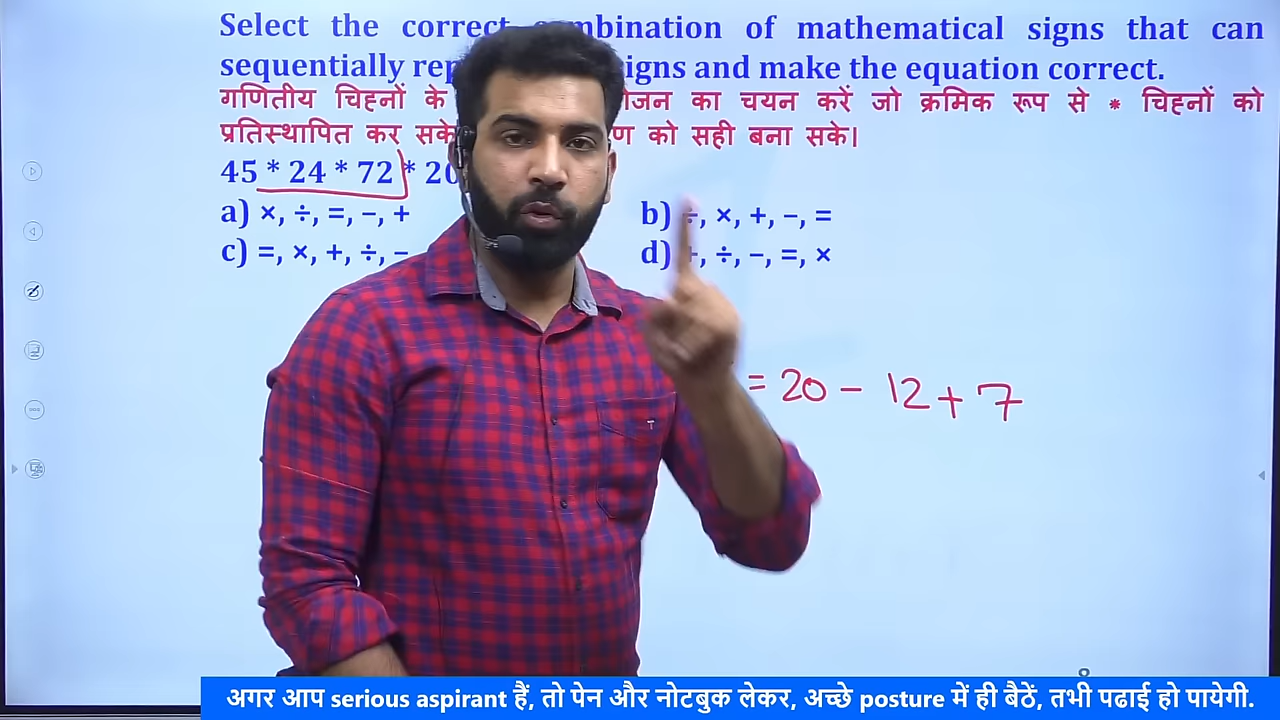 Select the correct combination of mathematical signs that can
sequentially signs and make the equation correct.
गणितीय चिह्नों के का चयन करें जो क्रमिक रूप से * चिह्नों को
प्रतिस्थापित कर सके को सही बना सके।
45 * 24 * 72 * 20
a) ×, ÷, =, –, + b) ÷, ×, +, –, =
c) =, ×, +, ÷, – d) +, ÷, –, =, ×
= 20 – 12 + 7
T
अगर आप serious aspirant हैं, तो पेन और नोटबुक लेकर, अच्छे posture में ही बैठें, तभी पढाई हो पायेगी.